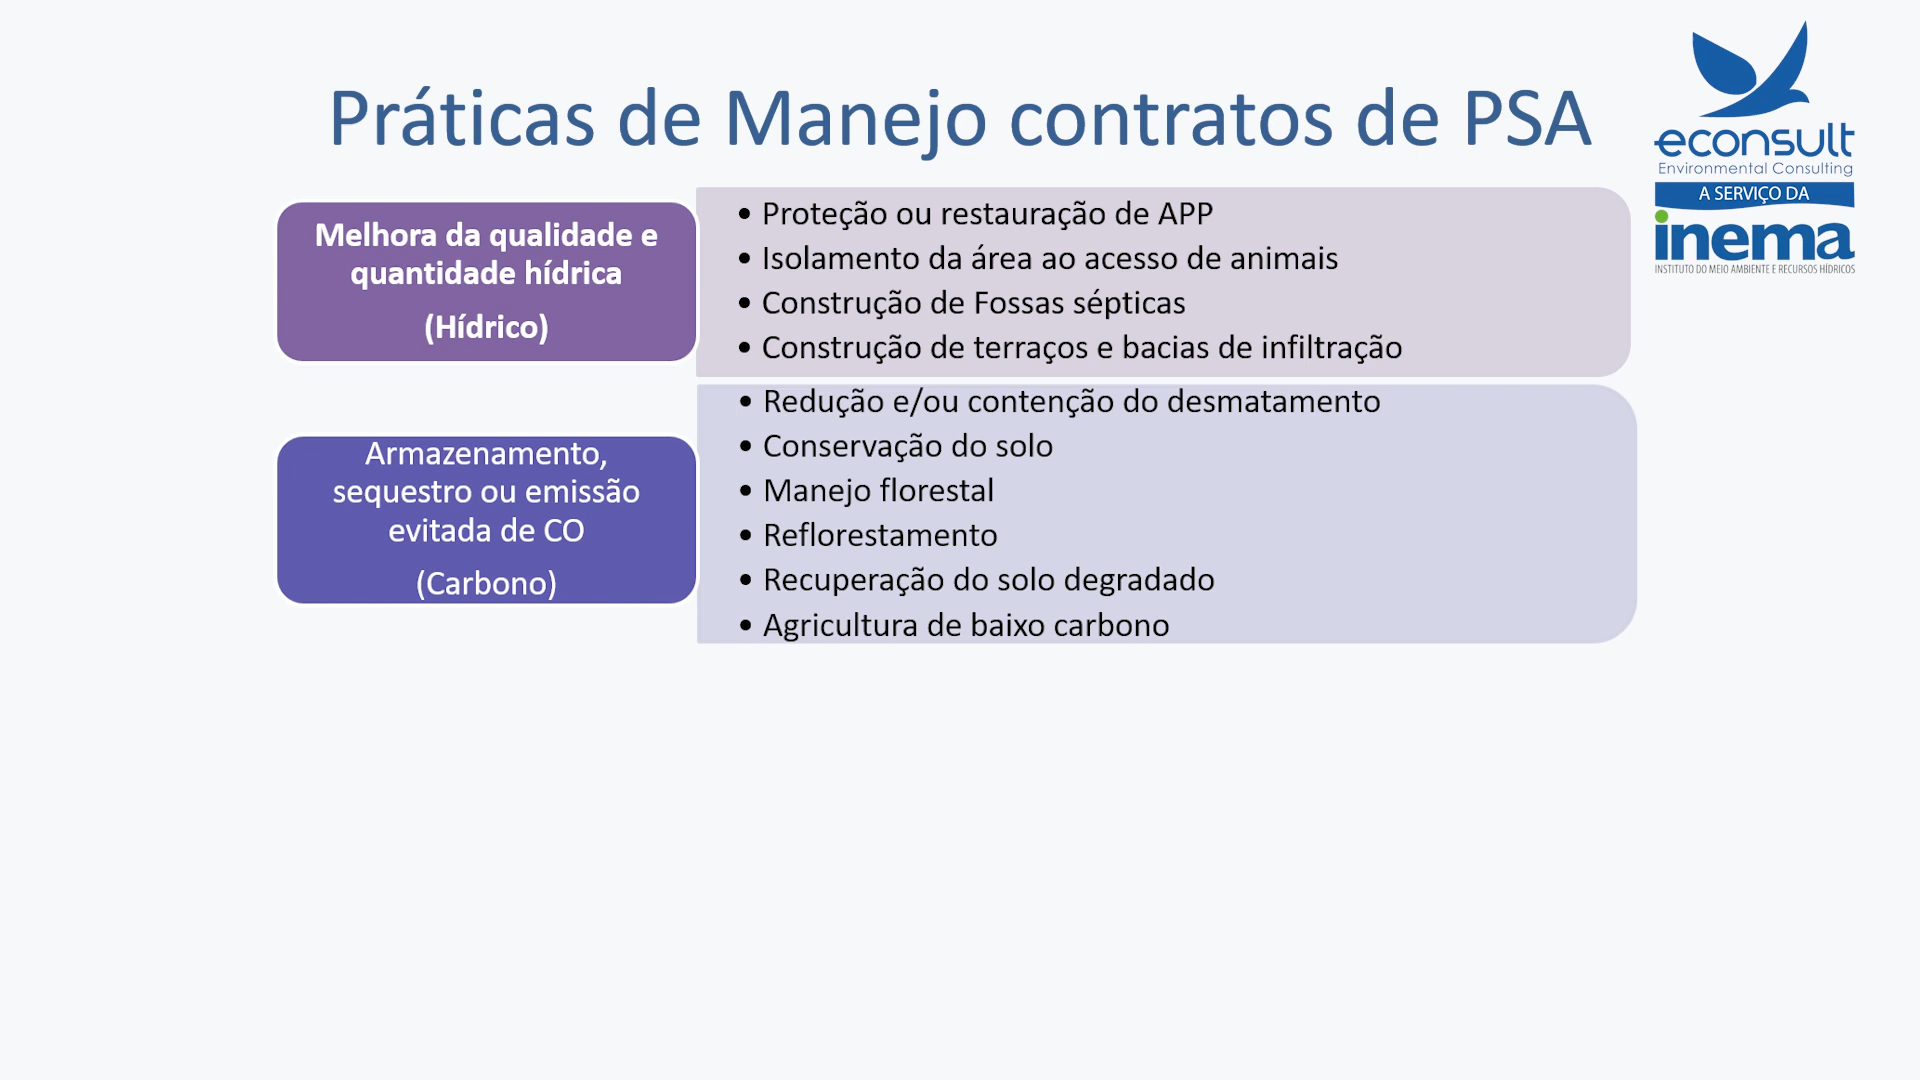 Práticas de Manejo contratos de PSA
econsult
Environmental Consulting
A SERVIÇO DA
inema
INSTITUTO DO MEIO AMBIENTE E RECURSOS HÍDRICOS
Melhora da qualidade e
quantidade hídrica
(Hídrico)
• Proteção ou restauração de APP
• Isolamento da área ao acesso de animais
• Construção de Fossas sépticas
• Construção de terraços e bacias de infiltração
Armazenamento,
sequestro ou emissão
evitada de CO
(Carbono)
• Redução e/ou contenção do desmatamento
• Conservação do solo
• Manejo florestal
• Reflorestamento
• Recuperação do solo degradado
• Agricultura de baixo carbono